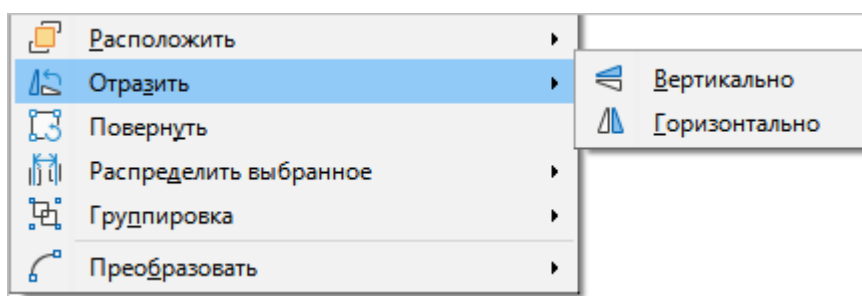 Расположить
Отразить
Повернуть
Распределить выбранное
Группировка
Преобразовать
Вертикально
Горизонтально